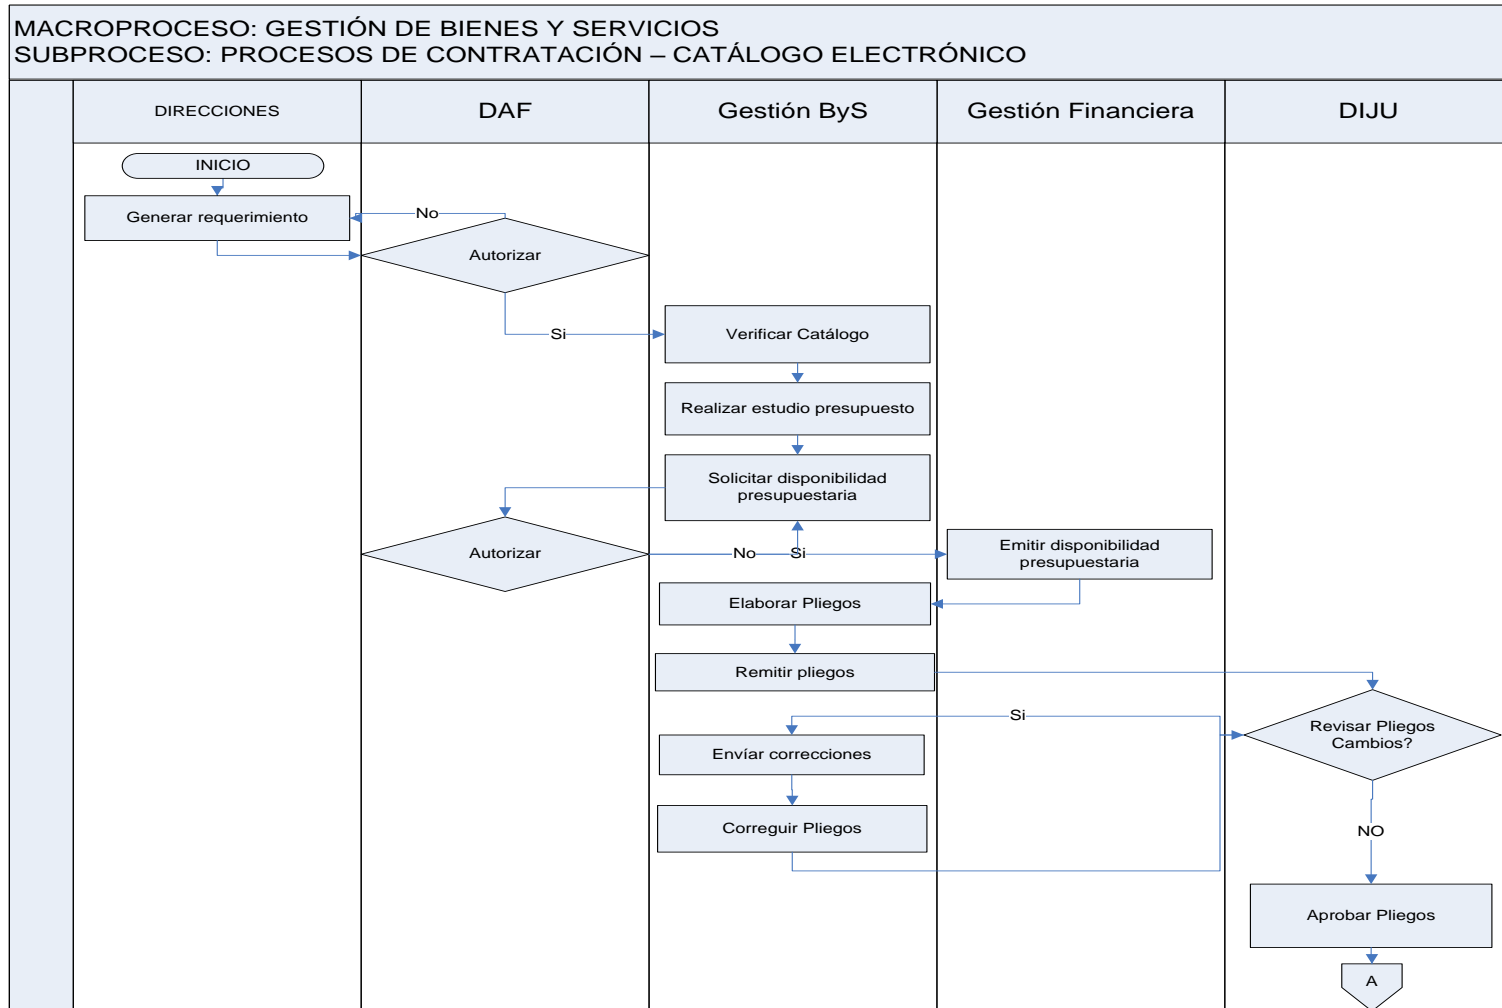 MACROPROCESO: GESTIÓN DE BIENES Y SERVICIOS
SUBPROCESO: PROCESOS DE CONTRATACIÓN – CATÁLOGO ELECTRÓNICO
DIRECCIONES
DAF
Gestión ByS
Gestión Financiera
DIJU
INICIO
Generar requerimiento
No
Autorizar
Si
Verificar Catálogo
Realizar estudio presupuesto
Solicitar disponibilidad
presupuestaria
Autorizar
No
Si
Emitir disponibilidad
presupuestaria
Elaborar Pliegos
Remitir pliegos
Si
Revisar Pliegos
Cambios?
Envíar correcciones
Correguir Pliegos
NO
Aprobar Pliegos
A